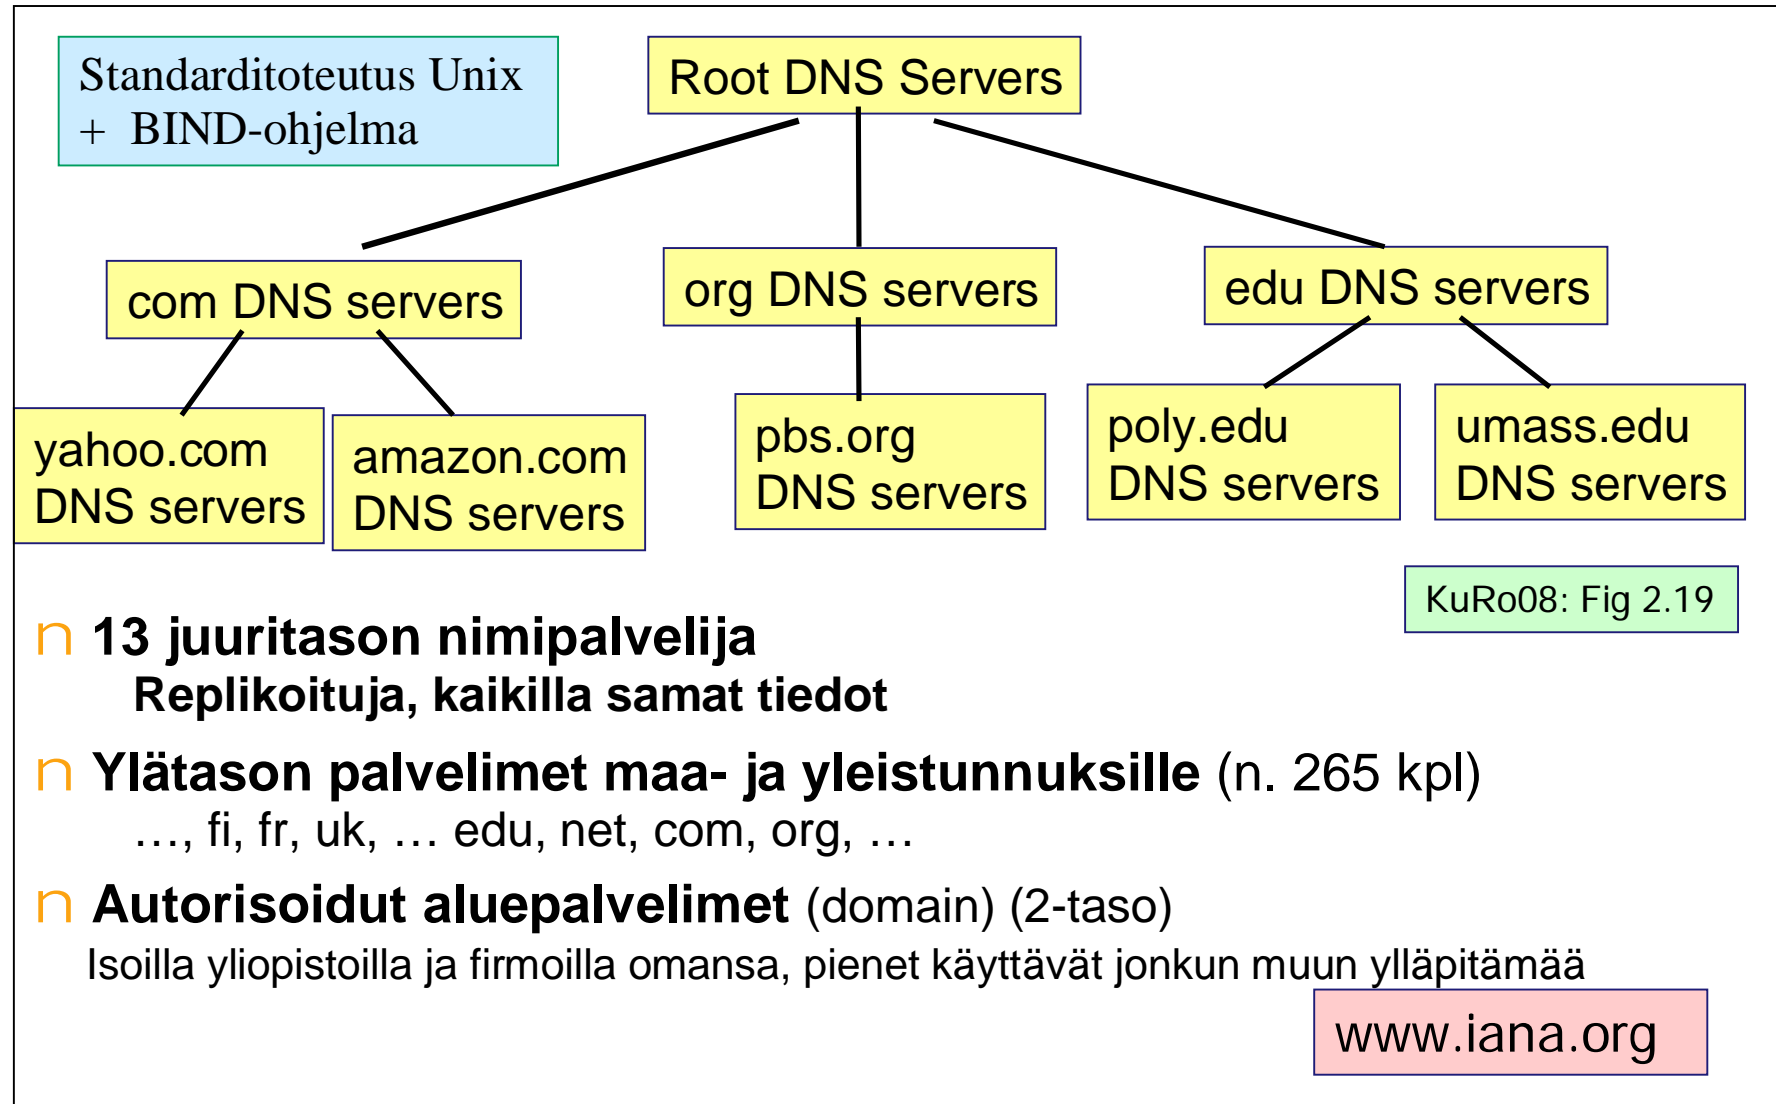 Standarditoteutus Unix
+ BIND-ohjelma
Root DNS Servers
com DNS servers
org DNS servers
edu DNS servers
yahoo.com
DNS servers
amazon.com
DNS servers
pbs.org
DNS servers
poly.edu
DNS servers
umass.edu
DNS servers
KuRo08: Fig 2.19
n 13 juuritason nimipalvelija
Replikoituja, kaikilla samat tiedot
n Ylätason palvelimet maa- ja yleistunnuksille (n. 265 kpl)
…, fi, fr, uk, … edu, net, com, org, …
n Autorisoidut aluepalvelimet (domain) (2-taso)
Isoilla yliopistoilla ja firmoilla omansa, pienet käyttävät jonkun muun ylläpitämää
www.iana.org